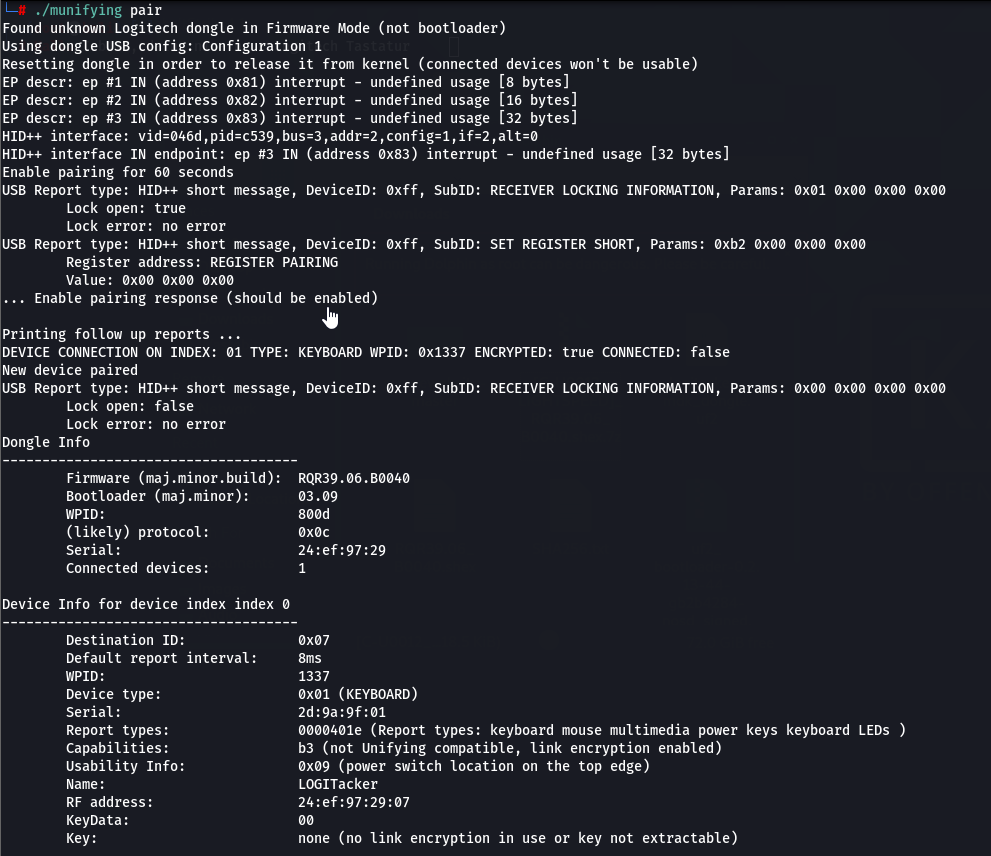 └─# ./munifying pair
Found unknown Logitech dongle in Firmware Mode (not bootloader)
Using dongle USB config: Configuration 1
Resetting dongle in order to release it from kernel (connected devices won't be usable)
EP descr: ep #1 IN (address 0x81) interrupt - undefined usage [8 bytes]
EP descr: ep #2 IN (address 0x82) interrupt - undefined usage [16 bytes]
EP descr: ep #3 IN (address 0x83) interrupt - undefined usage [32 bytes]
HID++ interface: vid=046d,pid=c539,bus=3,addr=2,config=1,if=2,alt=0
HID++ interface IN endpoint: ep #3 IN (address 0x83) interrupt - undefined usage [32 bytes]
Enable pairing for 60 seconds
USB Report type: HID++ short message, DeviceID: 0xff, SubID: RECEIVER LOCKING INFORMATION, Params: 0x01 0x00 0x00 0x00
Lock open: true
Lock error: no error
USB Report type: HID++ short message, DeviceID: 0xff, SubID: SET REGISTER SHORT, Params: 0xb2 0x00 0x00 0x00
Register address: REGISTER PAIRING
Value: 0x00 0x00 0x00
... Enable pairing response (should be enabled)
Printing follow up reports ...
DEVICE CONNECTION ON INDEX: 01 TYPE: KEYBOARD WPID: 0x1337 ENCRYPTED: true CONNECTED: false
New device paired
USB Report type: HID++ short message, DeviceID: 0xff, SubID: RECEIVER LOCKING INFORMATION, Params: 0x00 0x00 0x00 0x00
Lock open: false
Lock error: no error
Dongle Info
-------------------------------------
Firmware (maj.minor.build): RQR39.06.B0040
Bootloader (maj.minor): 03.09
WPID: 800d
(likely) protocol: 0x0c
Serial: 24:ef:97:29
Connected devices: 1
Device Info for device index index 0
-------------------------------------
Destination ID: 0x07
Default report interval: 8ms
WPID: 1337
Device type: 0x01 (KEYBOARD)
Serial: 2d:9a:9f:01
Report types: 0000401e (Report types: keyboard mouse multimedia power keys keyboard LEDs )
Capabilities: b3 (not Unifying compatible, link encryption enabled)
Usability Info: 0x09 (power switch location on the top edge)
Name: LOGITacker
RF address: 24:ef:97:29:07
KeyData: 00
Key: none (no link encryption in use or key not extractable)